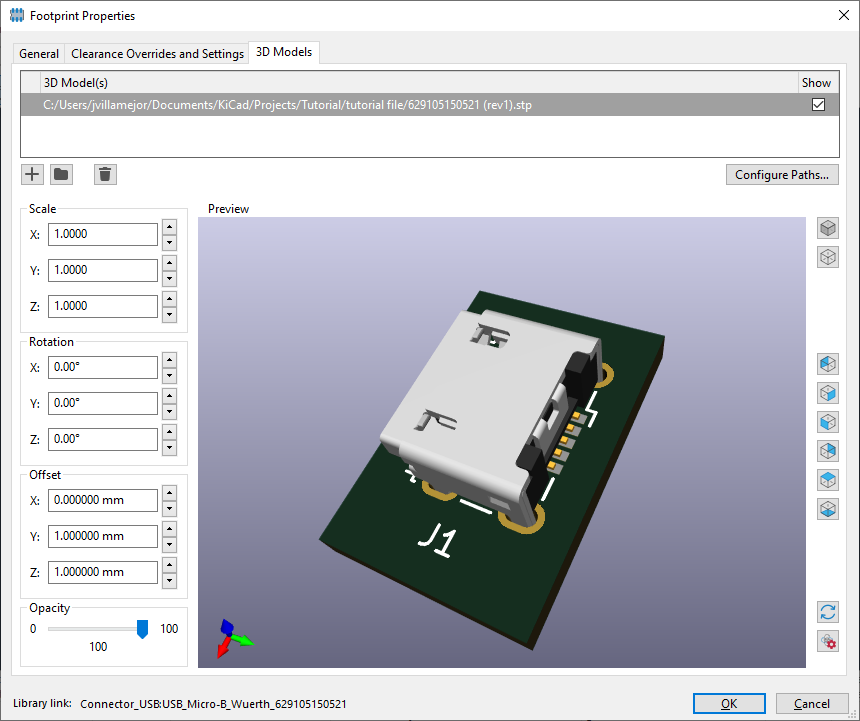 Footprint Properties
General Clearance Overrides and Settings 3D Models
3D Model(s) Show
C:/Users/jvillamejor/Documents/KiCad/Projects/Tutorial/tutorial file/629105150521 (rev1).stp
Configure Paths...
Scale
Preview
X: 1.0000
Y: 1.0000
Z: 1.0000
Rotation
X: 0.00°
Y: 0.00°
Z: 0.00°
Offset
X: 0.000000 mm
Y: 1.000000 mm
Z: 1.000000 mm
J1
Opacity
0 100
100
Library link: Connector_USB:USB_Micro-B_Wuerth_629105150521
OK Cancel